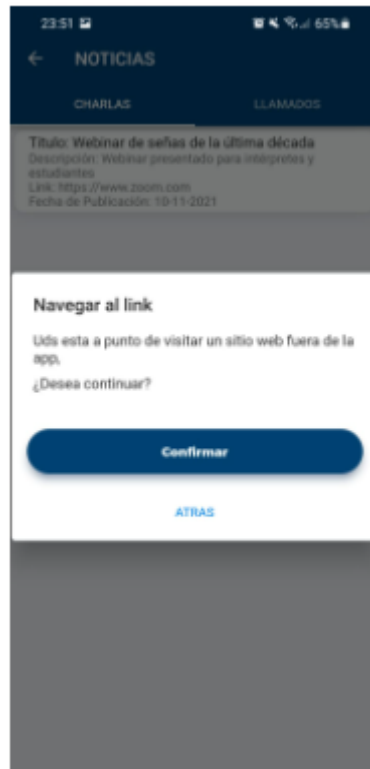 23:51 65%
NOTICIAS
CHARLAS LLAMADOS
Título: Webinar de señas de la última década
Descripción: Webinar presentado para intérpretes y
estudiantes
Link: https://www.zoom.com
Fecha de Publicación: 10-11-2021
Navegar al link
Uds esta a punto de visitar un sitio web fuera de la
app,
¿Desea continuar?
Confirmar
ATRAS